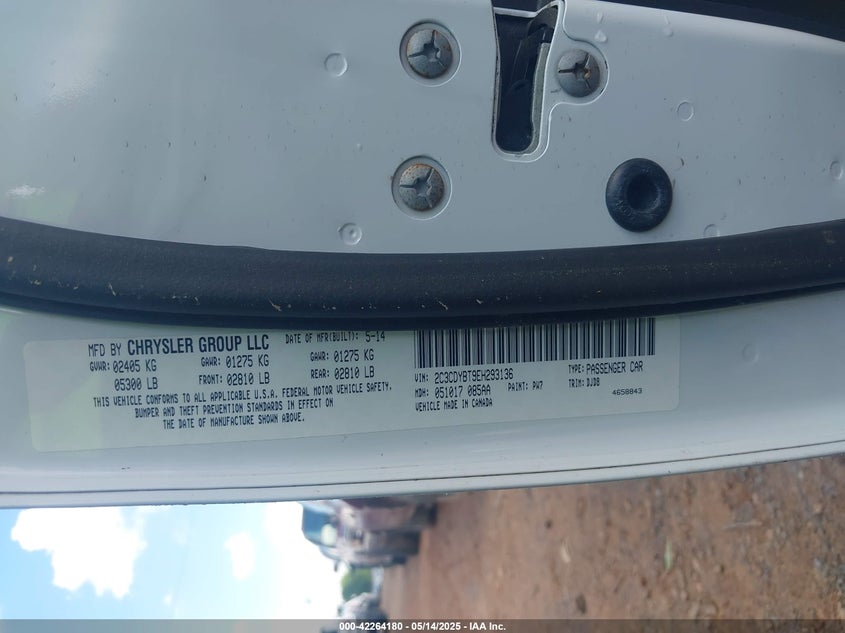 MFD BY CHRYSLER GROUP LLC
DATE OF MFR(BUILT): 5-14
GVWR: 02405 KG
GAWR: 01275 KG
GAWR: 01275 KG
05300 LB
FRONT: 02810 LB
REAR: 02810 LB
THIS VEHICLE CONFORMS TO ALL APPLICABLE U.S.A. FEDERAL MOTOR VEHICLE SAFETY,
BUMPER AND THEFT PREVENTION STANDARDS IN EFFECT ON
THE DATE OF MANUFACTURE SHOWN ABOVE.
VIN: 2C3CDYBT9EH293136
TYPE: PASSENGER CAR
MDH: 051017 085AA
PAINT: PW7
TRIM: DJD8
VEHICLE MADE IN CANADA
4658843
000-42264180 - 05/14/2025 - IAA Inc.